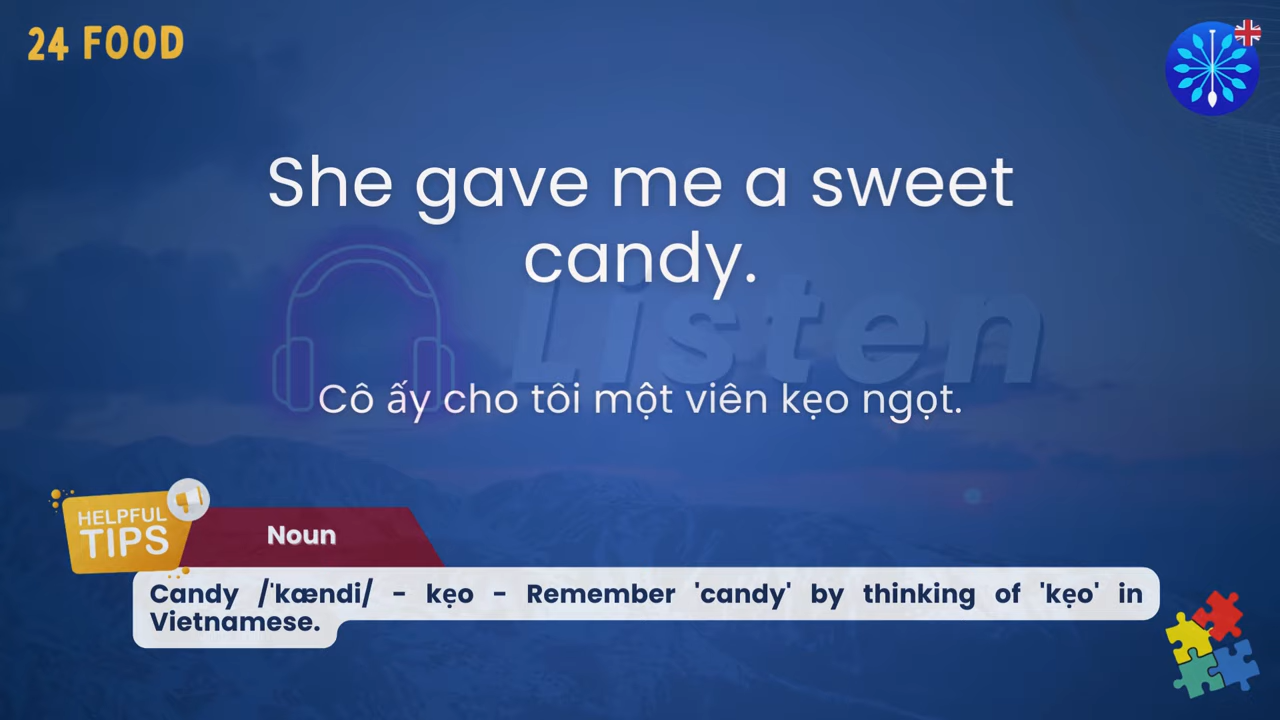 24 FOOD
She gave me a sweet
candy.
Listen
Cô ấy cho tôi một viên kẹo ngọt.
HELPFUL
TIPS
Noun
Candy /'kændi/ - kẹo - Remember 'candy' by thinking of 'kẹo' in
Vietnamese.